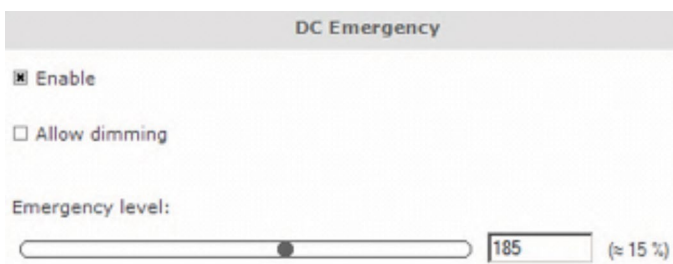 DC Emergency
Enable
Allow dimming
Emergency level:
185 (≈ 15 %)